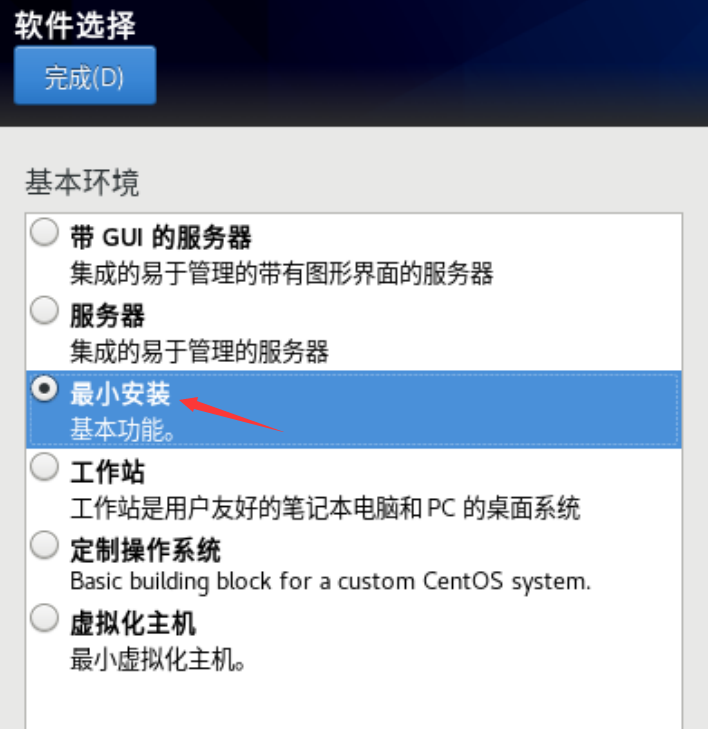 软件选择
完成(D)
基本环境
带 GUI 的服务器
集成的易于管理的带有图形界面的服务器
服务器
集成的易于管理的服务器
最小安装
基本功能。
工作站
工作站是用户友好的笔记本电脑和 PC 的桌面系统
定制操作系统
Basic building block for a custom CentOS system.
虚拟化主机
最小虚拟化主机。